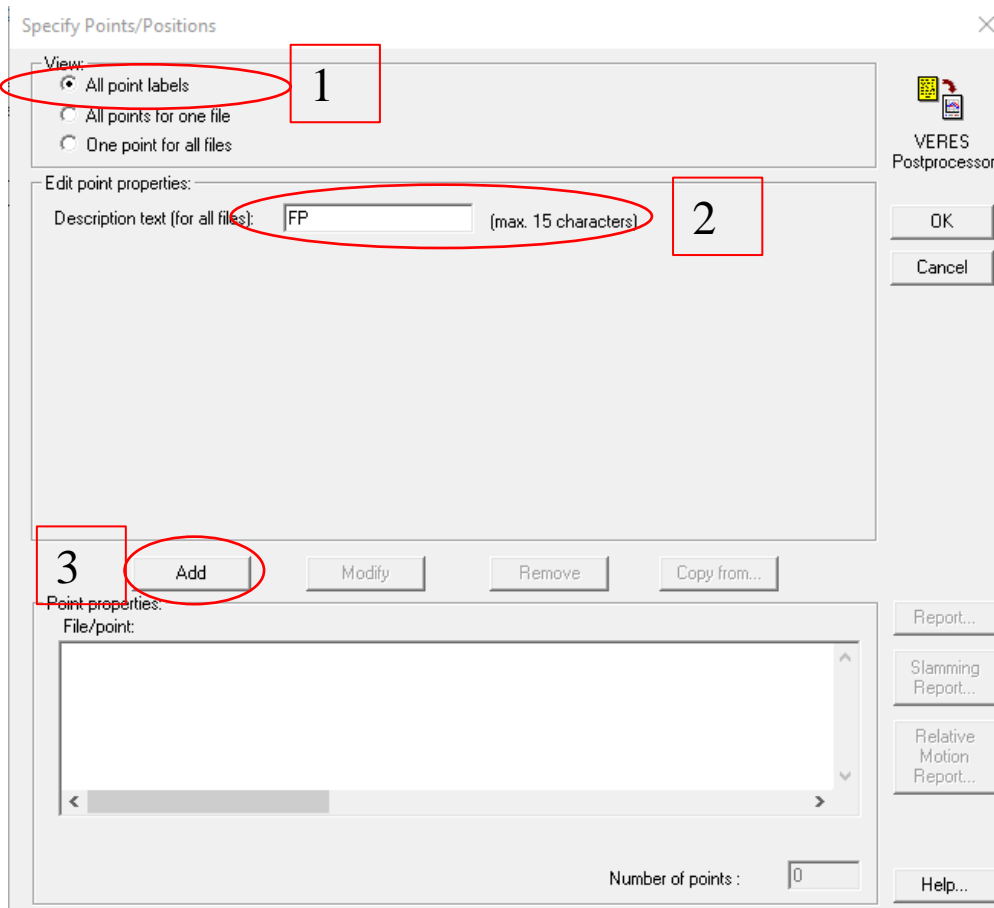 Specify Points/Positions
View:
1
All point labels
All points for one file
One point for all files
VERES
Postprocessor
Edit point properties:
Description text (for all files):
FP
(max. 15 characters)
2
OK
Cancel
3
Add
Modify
Remove
Copy from...
Point properties:
File/point:
Report...
Slamming
Report...
Relative
Motion
Report...
Number of points :
0
Help...